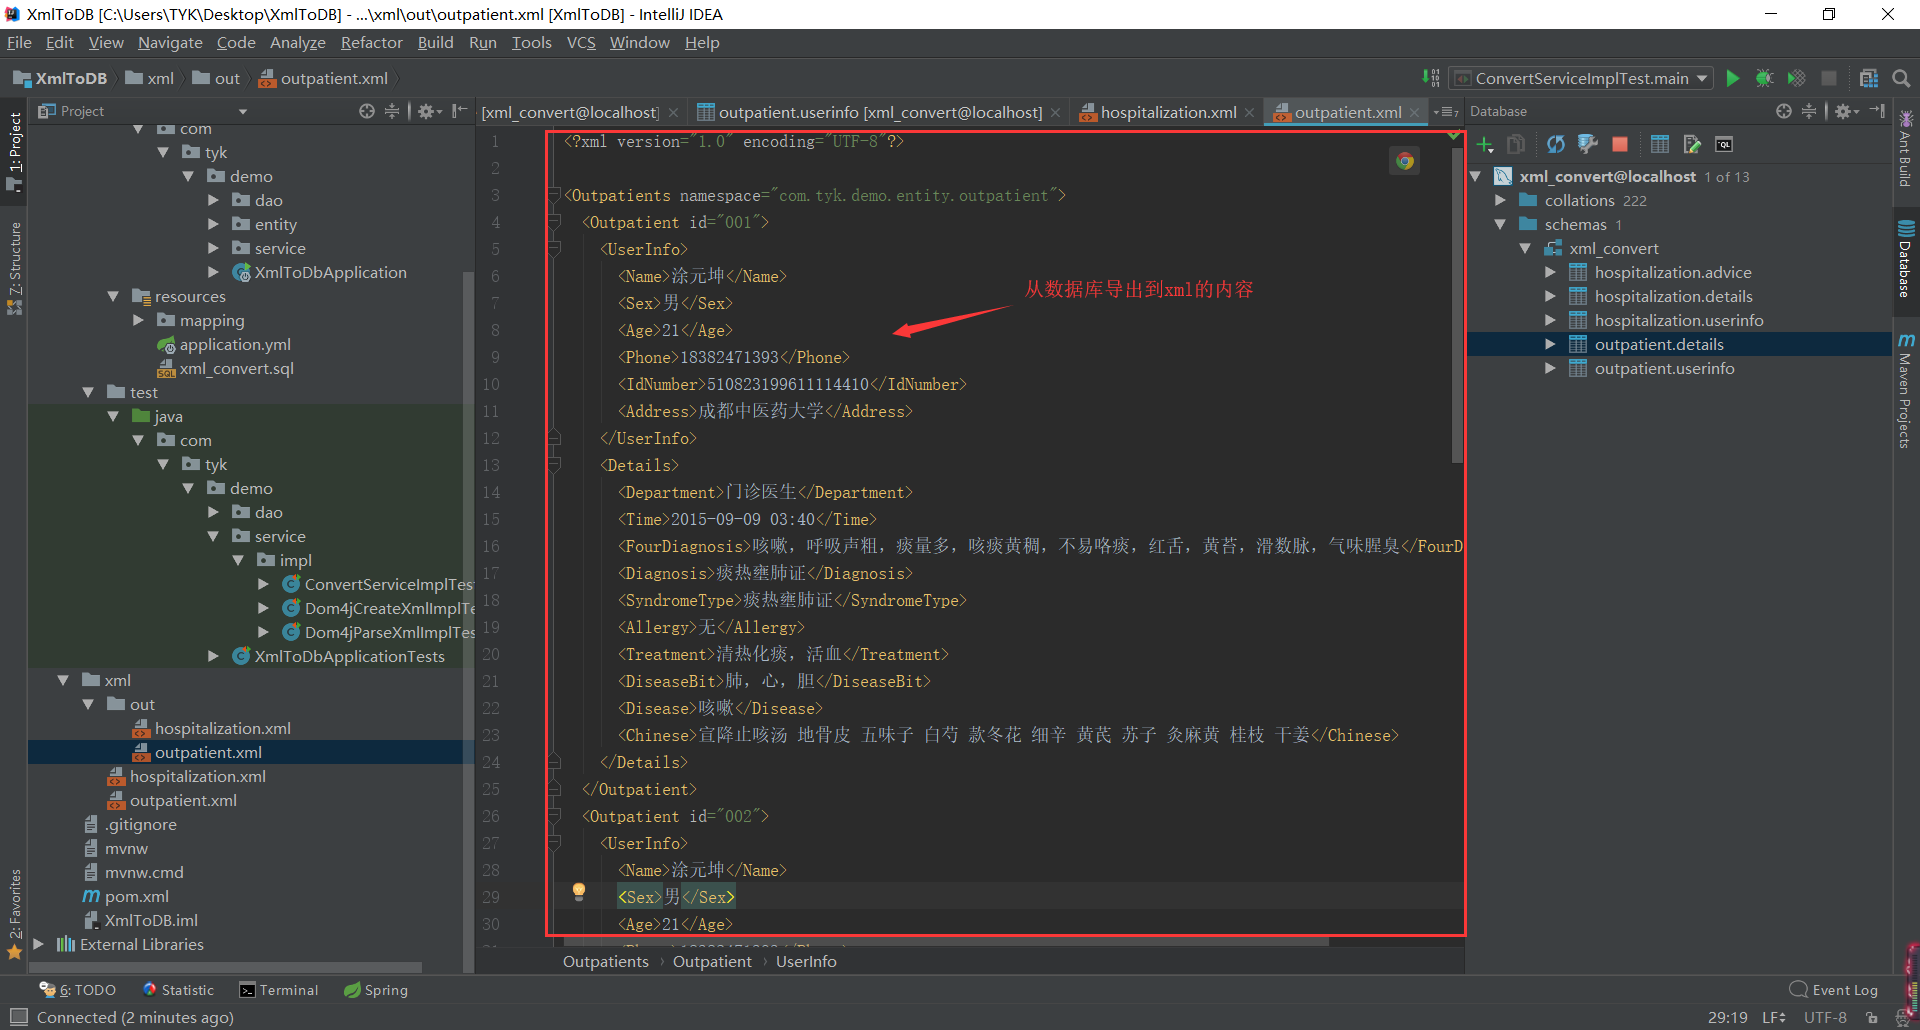 XmlToDB [C:\Users\TYK\Desktop\XmlToDB] - ...\xml\out\outpatient.xml [XmlToDB] - IntelliJ IDEA
File Edit View Navigate Code Analyze Refactor Build Run Tools VCS Window Help
XmlToDB xml out outpatient.xml ConvertServiceImplTest.main
Project
com
tyk
demo
dao
entity
service
XmlToDbApplication
resources
mapping
application.yml
xml_convert.sql
test
java
com
tyk
demo
dao
service
impl
ConvertServiceImplTes
Dom4jCreateXmlImplTe
Dom4jParseXmlImplTes
XmlToDbApplicationTests
xml
out
hospitalization.xml
outpatient.xml
hospitalization.xml
outpatient.xml
.gitignore
mvnw
mvnw.cmd
pom.xml
XmlToDB.iml
External Libraries
1: Project
7: Structure
2: Favorites
[xml_convert@localhost] outpatient.userinfo [xml_convert@localhost] hospitalization.xml outpatient.xml
1 <?xml version="1.0" encoding="UTF-8"?>
2
3 <Outpatients namespace="com.tyk.demo.entity.outpatient">
4 <Outpatient id="001">
5 <UserInfo>
6 <Name>涂元坤</Name>
7 <Sex>男</Sex>
8 <Age>21</Age>
9 <Phone>18382471393</Phone>
10 <IdNumber>510823199611114410</IdNumber>
11 <Address>成都中医药大学</Address>
12 </UserInfo>
13 <Details>
14 <Department>门诊医生</Department>
15 <Time>2015-09-09 03:40</Time>
16 <FourDiagnosis>咳嗽，呼吸声粗，痰量多，咳痰黄稠，不易咯痰，红舌，黄苔，滑数脉，气味腥臭</FourD
17 <Diagnosis>痰热壅肺证</Diagnosis>
18 <SyndromeType>痰热壅肺证</SyndromeType>
19 <Allergy>无</Allergy>
20 <Treatment>清热化痰，活血</Treatment>
21 <DiseaseBit>肺，心，胆</DiseaseBit>
22 <Disease>咳嗽</Disease>
23 <Chinese>宣降止咳汤 地骨皮 五味子 白芍 款冬花 细辛 黄芪 苏子 灸麻黄 桂枝 干姜</Chinese>
24 </Details>
25 </Outpatient>
26 <Outpatient id="002">
27 <UserInfo>
28 <Name>涂元坤</Name>
29 <Sex>男</Sex>
30 <Age>21</Age>
从数据库导出到xml的内容
Outpatients Outpatient UserInfo
Database
xml_convert@localhost 1 of 13
collations 222
schemas 1
xml_convert
hospitalization.advice
hospitalization.details
hospitalization.userinfo
outpatient.details
outpatient.userinfo
Ant Build
Database
Maven Projects
6: TODO Statistic Terminal Spring Event Log
Connected (2 minutes ago) 29:19 LF UTF-8